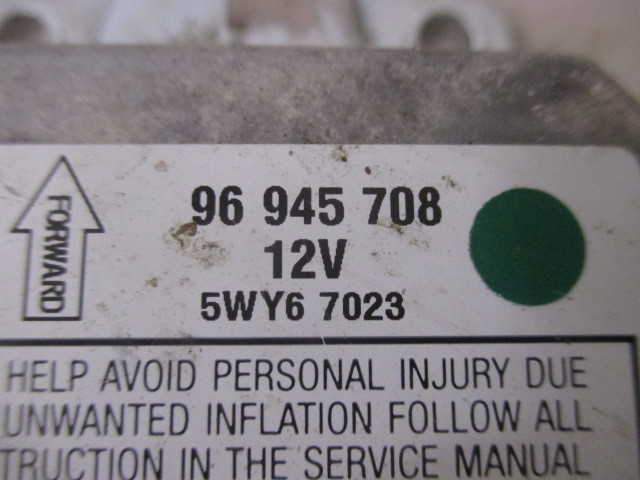 FORWARD
96 945 708
12V
5WY6 7023
HELP AVOID PERSONAL INJURY DUE
UNWANTED INFLATION FOLLOW ALL
TRUCTION IN THE SERVICE MANUAL